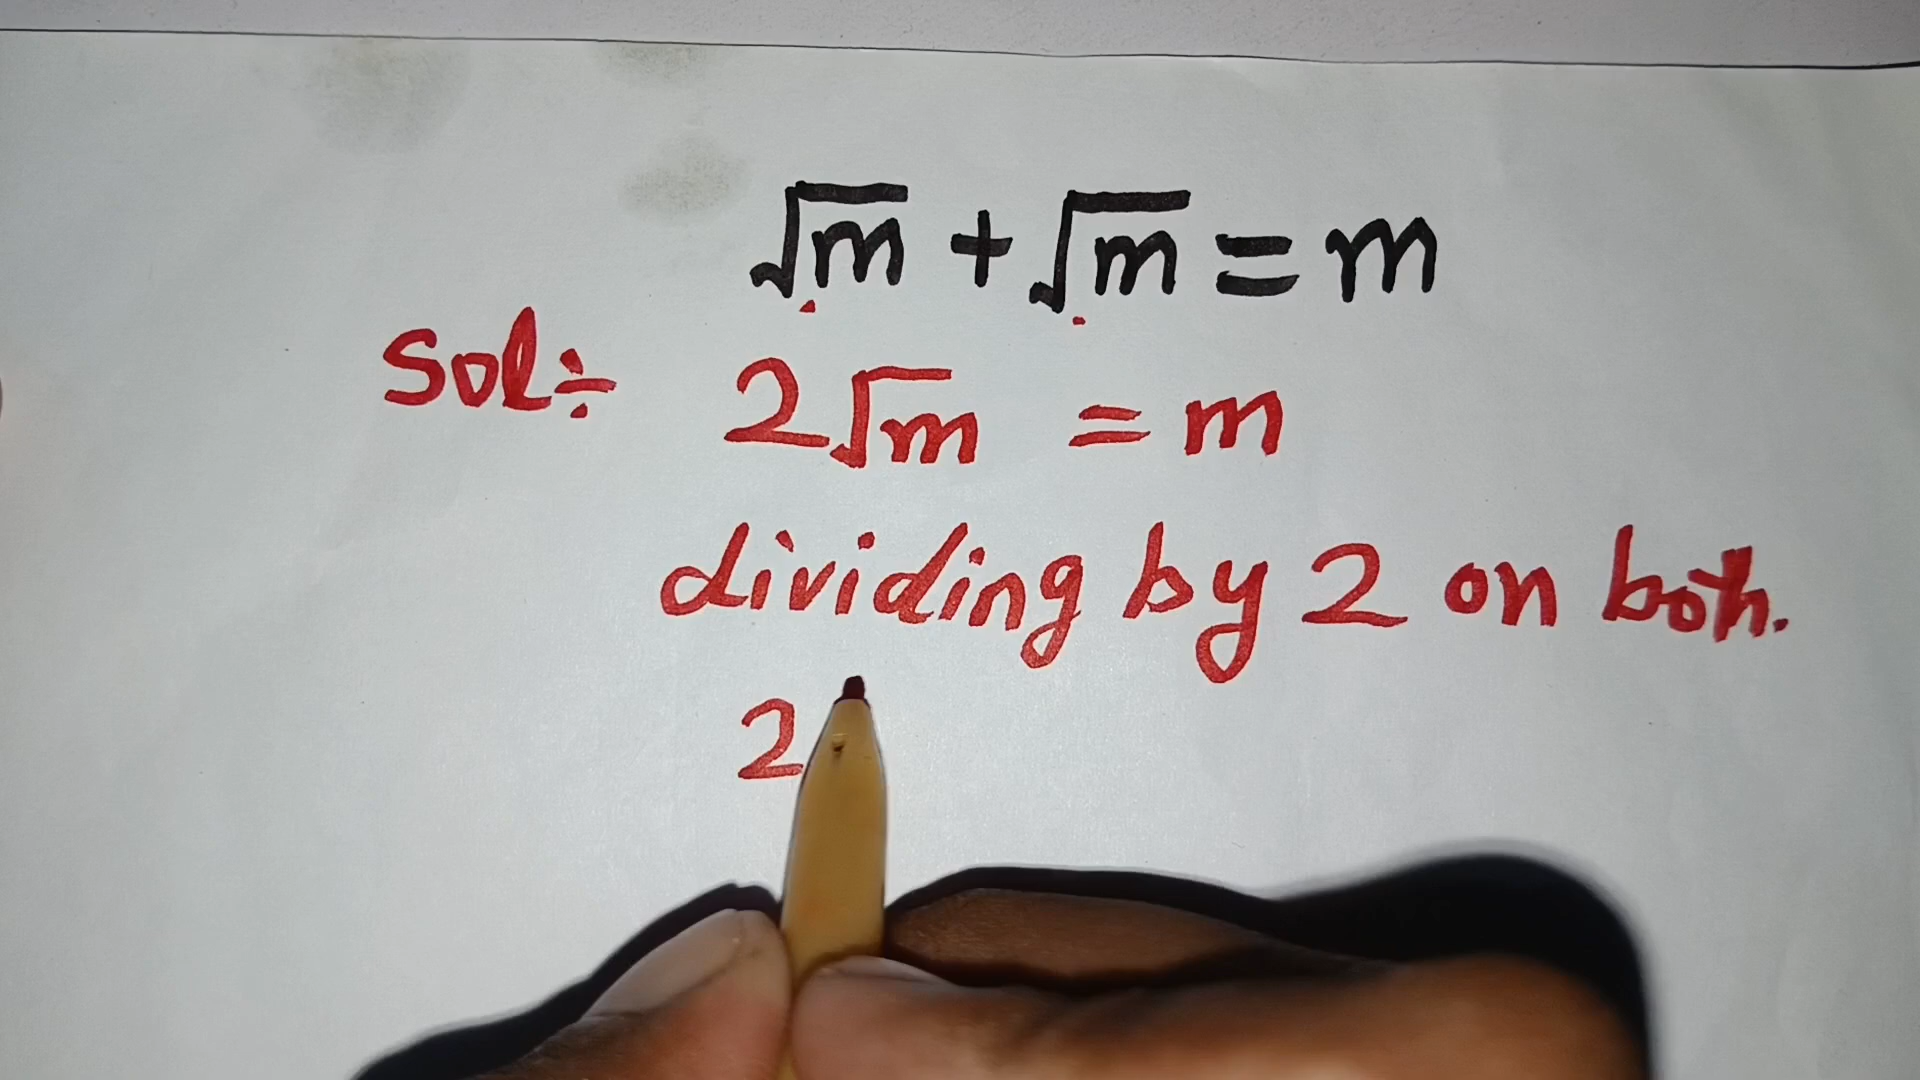 √m + √m = m
Sol÷ 2√m = m
dividing by 2 on both.
2